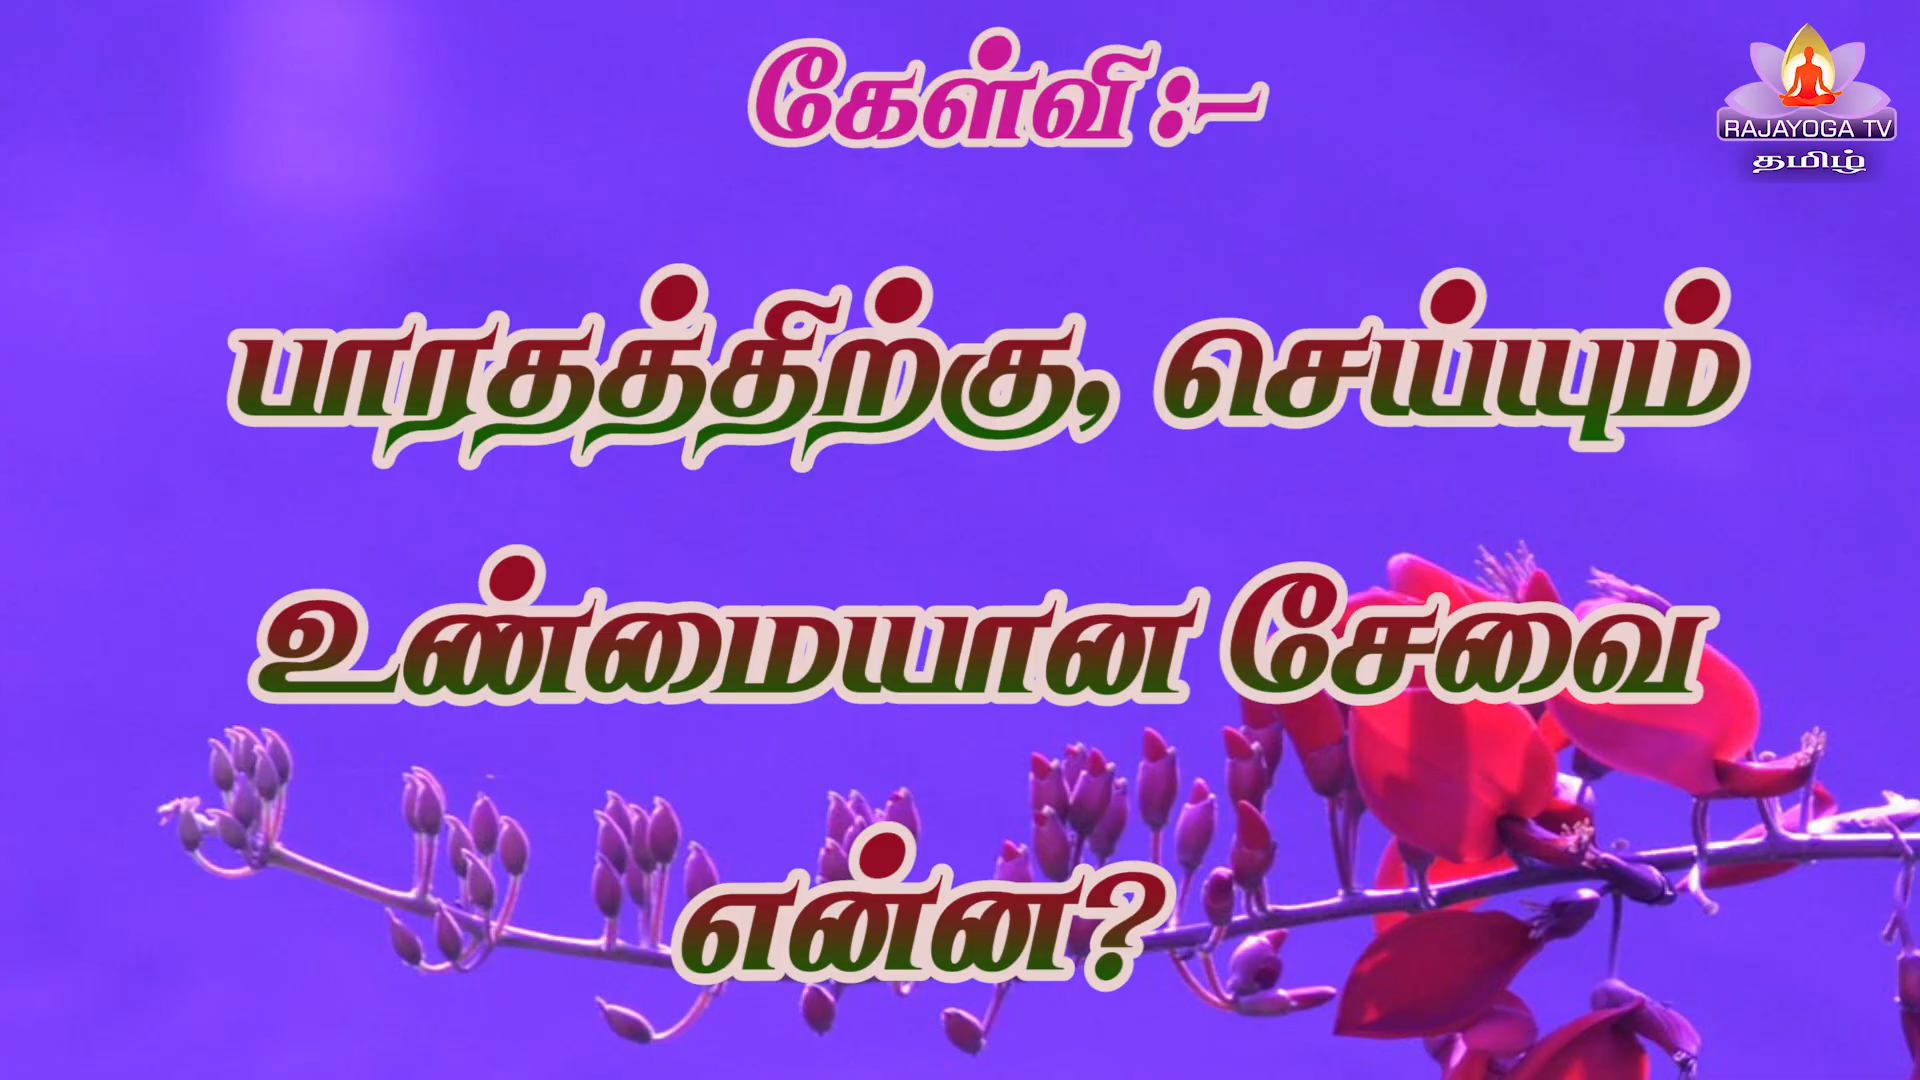 கேள்வி :-
RAJAYOGA TV
தமிழ்
பாரதத்திற்கு, செய்யும்
உண்மையான சேவை
என்ன?